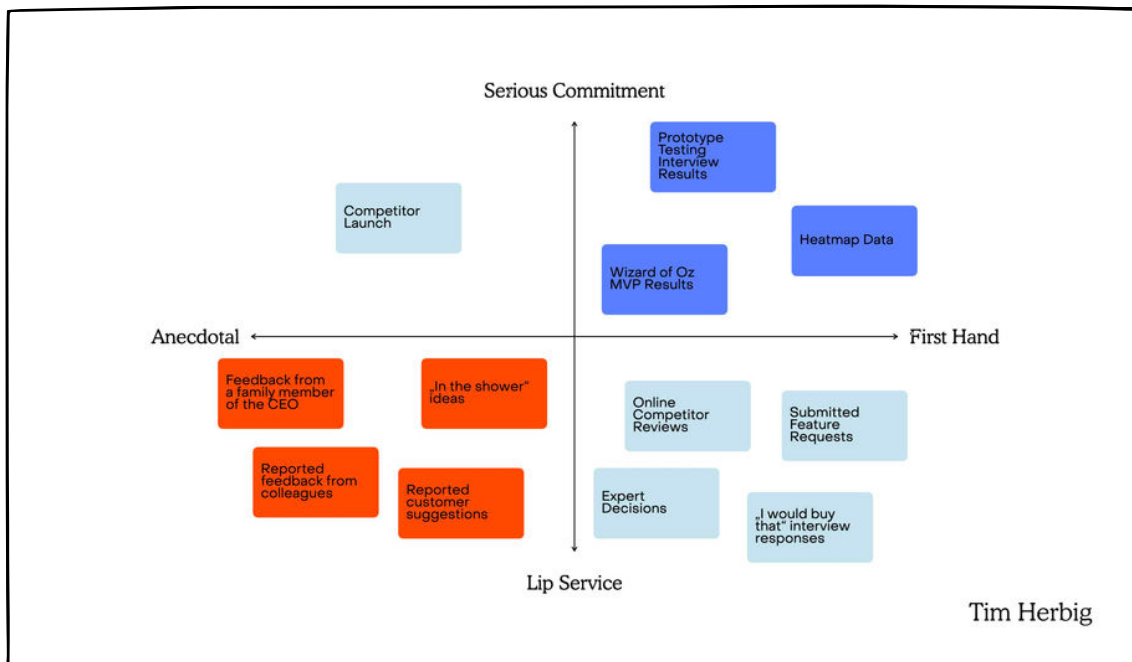 Serious Commitment
Prototype
Testing
Interview
Results
Competitor
Launch
Heatmap Data
Wizard of Oz
MVP Results
Anecdotal
First Hand
Feedback from
a family member
of the CEO
„In the shower“
ideas
Online
Competitor
Reviews
Submitted
Feature
Requests
Reported
feedback from
colleagues
Reported
customer
suggestions
Expert
Decisions
„I would buy
that“ interview
responses
Lip Service
Tim Herbig